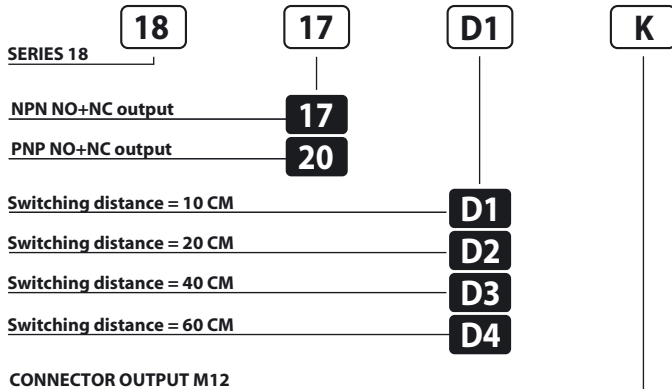 18 17 D1 K
SERIES 18
NPN NO+NC output 17
PNP NO+NC output 20
Switching distance = 10 CM D1
Switching distance = 20 CM D2
Switching distance = 40 CM D3
Switching distance = 60 CM D4
CONNECTOR OUTPUT M12